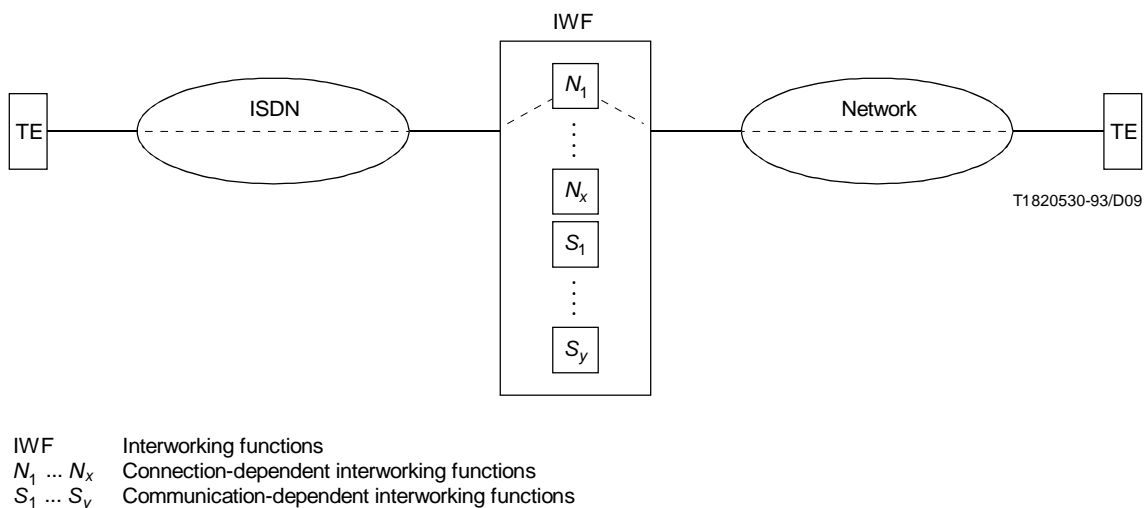 IWF
N1
ISDN
Network
TE
TE
Nx
T1820530-93/D09
S1
Sy
IWF Interworking functions
N1 ... Nx Connection-dependent interworking functions
S1 ... Sy Communication-dependent interworking functions